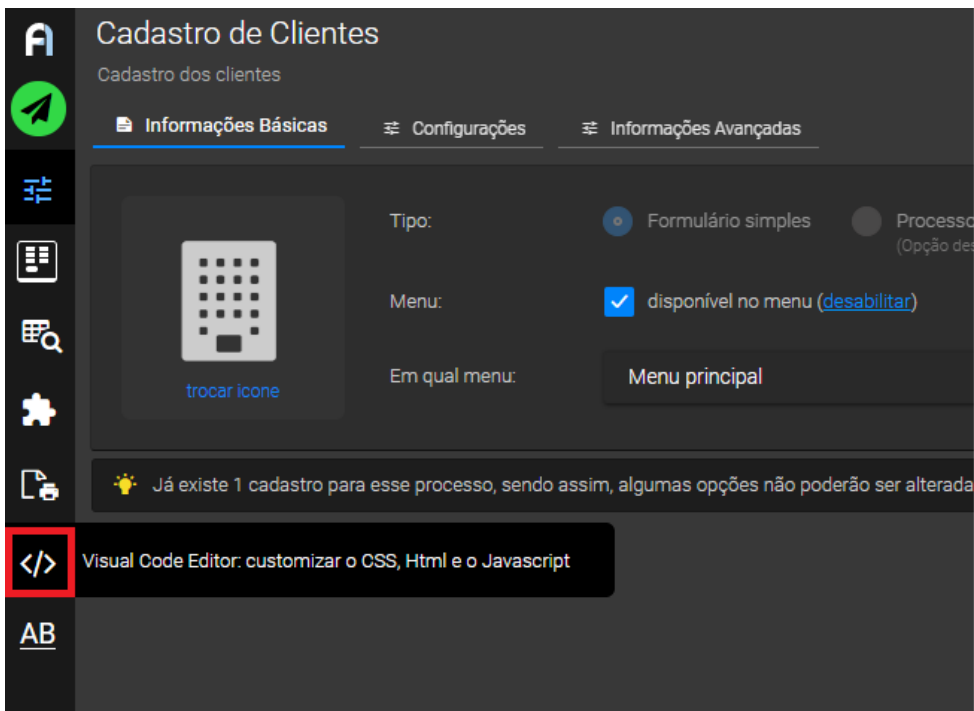 Cadastro de Clientes
Cadastro dos clientes
Informações Básicas
Configurações
Informações Avançadas
Tipo:
Formulário simples
Processo
(Opção des
Menu:
disponível no menu (desabilitar)
Em qual menu:
Menu principal
trocar icone
Já existe 1 cadastro para esse processo, sendo assim, algumas opções não poderão ser alterada
</> Visual Code Editor: customizar o CSS, Html e o Javascript
AB